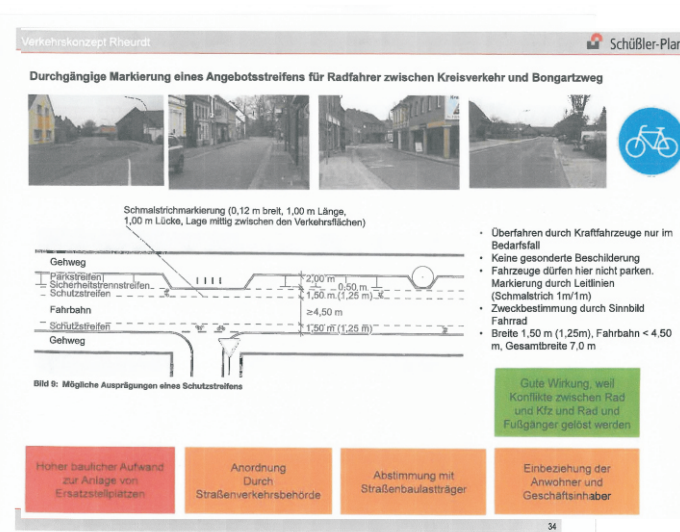 Verkehrskonzept Rheurdt
Schüßler-Plan
Durchgängige Markierung eines Angebotsstreifens für Radfahrer zwischen Kreisverkehr und Bongartzweg
Schmalstrichmarkierung (0,12 m breit, 1,00 m Länge,
1,00 m Lücke, Lage mittig zwischen den Verkehrsflächen)
Gehweg
Parkstreifen
Sicherheitstrennstreifen
Schutzstreifen
Fahrbahn
Schutzstreifen
Gehweg
2,00 m
0,50 m
1,50 m (1,25 m)
≥4,50 m
1,50 m (1,25 m)
Bild 9: Mögliche Ausprägungen eines Schutzstreifens
• Überfahren durch Kraftfahrzeuge nur im
Bedarfsfall
• Keine gesonderte Beschilderung
• Fahrzeuge dürfen hier nicht parken.
Markierung durch Leitlinien
(Schmalstrich 1m/1m)
• Zweckbestimmung durch Sinnbild
Fahrrad
• Breite 1,50 m (1,25m), Fahrbahn < 4,50
m, Gesamtbreite 7,0 m
Gute Wirkung, weil
Konflikte zwischen Rad
und Kfz und Rad und
Fußgänger gelöst werden
Hoher baulicher Aufwand
zur Anlage von
Ersatzstellplätzen
Anordnung
Durch
Straßenverkehrsbehörde
Abstimmung mit
Straßenbaulastträger
Einbeziehung der
Anwohner und
Geschäftsinhaber
34